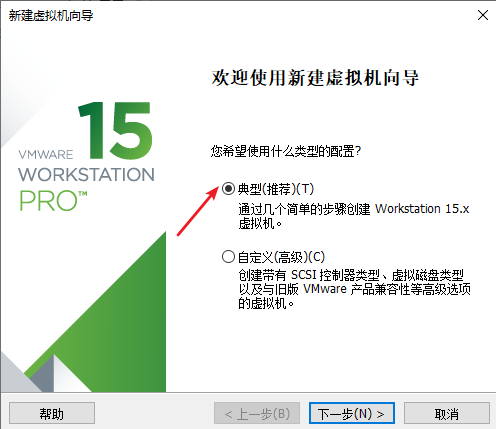 新建虚拟机向导
欢迎使用新建虚拟机向导
15
VMWARE
WORKSTATION
PRO™
您希望使用什么类型的配置?
典型(推荐)(T)
通过几个简单的步骤创建 Workstation 15.x
虚拟机。
自定义(高级)(C)
创建带有 SCSI 控制器类型、虚拟磁盘类型
以及与旧版 VMware 产品兼容性等高级选项
的虚拟机。
帮助
< 上一步(B)
下一步(N) >
取消